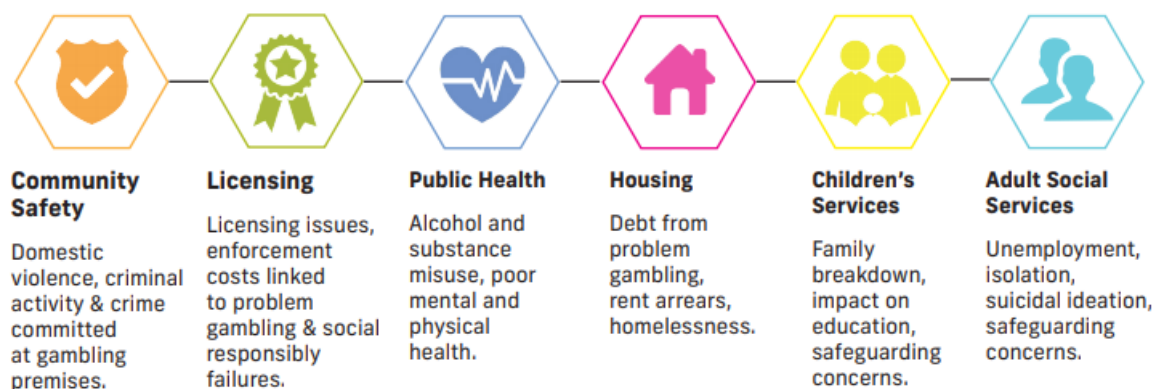 Community
Safety
Domestic
violence, criminal
activity & crime
committed
at gambling
premises.
Licensing
Licensing issues,
enforcement
costs linked
to problem
gambling & social
responsibly
failures.
Public Health
Alcohol and
substance
misuse, poor
mental and
physical
health.
Housing
Debt from
problem
gambling,
rent arrears,
homelessness.
Children's
Services
Family
breakdown,
impact on
education,
safeguarding
concerns.
Adult Social
Services
Unemployment,
isolation,
suicidal ideation,
safeguarding
concerns.